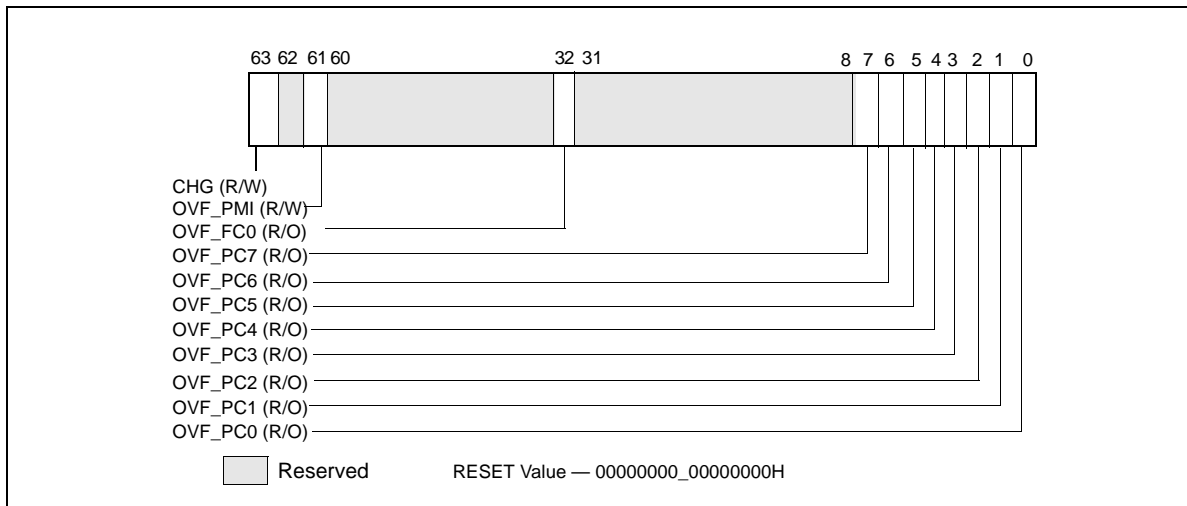 63 62 61 60 32 31 8 7 6 5 4 3 2 1 0
CHG (R/W)
OVF_PMI (R/W)
OVF_FC0 (R/O)
OVF_PC7 (R/O)
OVF_PC6 (R/O)
OVF_PC5 (R/O)
OVF_PC4 (R/O)
OVF_PC3 (R/O)
OVF_PC2 (R/O)
OVF_PC1 (R/O)
OVF_PC0 (R/O)
Reserved RESET Value — 00000000_00000000H